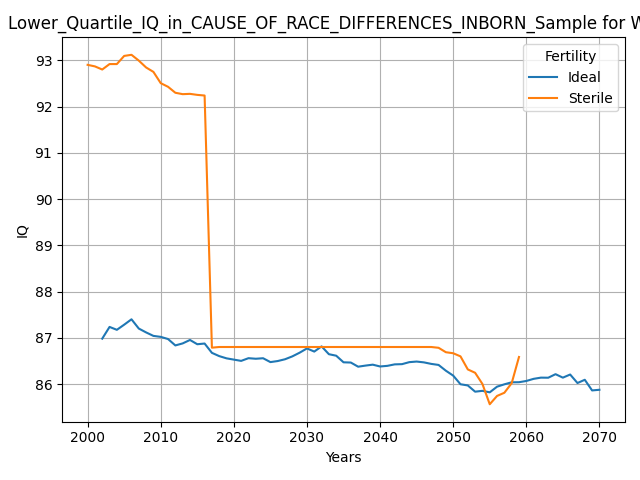 Lower_Quartile_IQ_in_CAUSE_OF_RACE_DIFFERENCES_INBORN_Sample for W
Fertility
Ideal
Sterile
93
92
91
90
89
88
87
86
IQ
2000 2010 2020 2030 2040 2050 2060 2070
Years